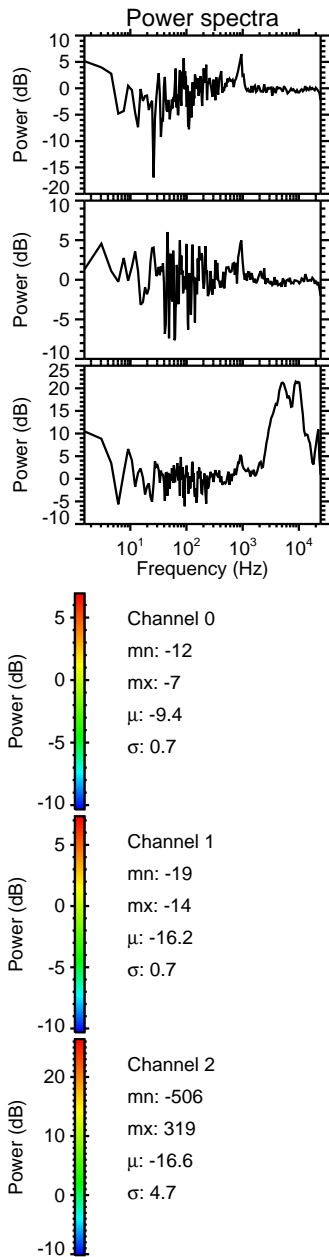 Power spectra
10
5
0
-5
-10
-15
-20
Power (dB)
10
5
0
-5
-10
Power (dB)
25
20
15
10
5
0
-5
-10
Power (dB)
10¹ 10² 10³ 10⁴
Frequency (Hz)
5
0
-5
-10
Power (dB)
Channel 0
mn: -12
mx: -7
μ: -9.4
σ: 0.7
5
0
-5
-10
Power (dB)
Channel 1
mn: -19
mx: -14
μ: -16.2
σ: 0.7
20
10
0
-10
Power (dB)
Channel 2
mn: -506
mx: 319
μ: -16.6
σ: 4.7